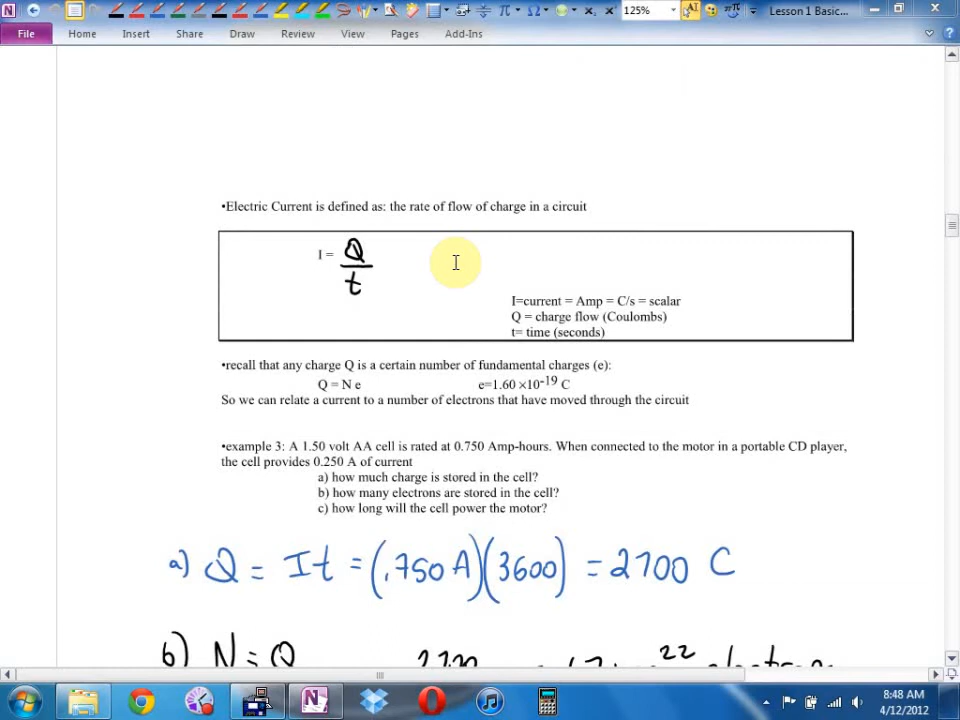 125%
Lesson 1 Basic...
File Home Insert Share Draw Review View Pages Add-Ins
•Electric Current is defined as: the rate of flow of charge in a circuit
I = Q
t
I=current = Amp = C/s = scalar
Q = charge flow (Coulombs)
t= time (seconds)
•recall that any charge Q is a certain number of fundamental charges (e):
Q = N e e=1.60 ×10⁻¹⁹ C
So we can relate a current to a number of electrons that have moved through the circuit
•example 3: A 1.50 volt AA cell is rated at 0.750 Amp-hours. When connected to the motor in a portable CD player,
the cell provides 0.250 A of current
a) how much charge is stored in the cell?
b) how many electrons are stored in the cell?
c) how long will the cell power the motor?
a) Q = It = (.750 A)(3600) = 2700 C
b) N = Q
8:48 AM
4/12/2012